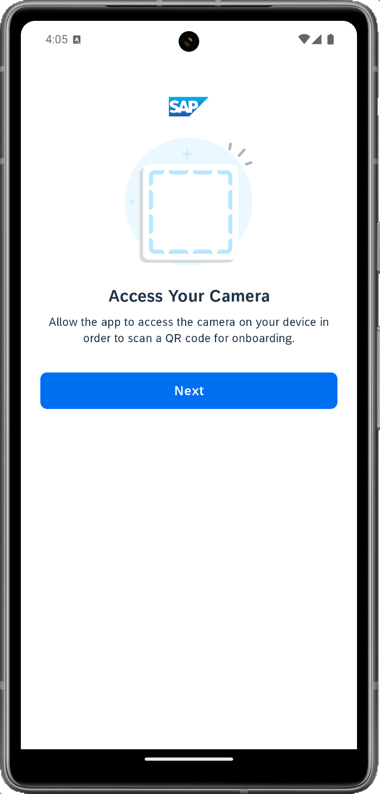 4:05 A
SAP
Access Your Camera
Allow the app to access the camera on your device in
order to scan a QR code for onboarding.
Next